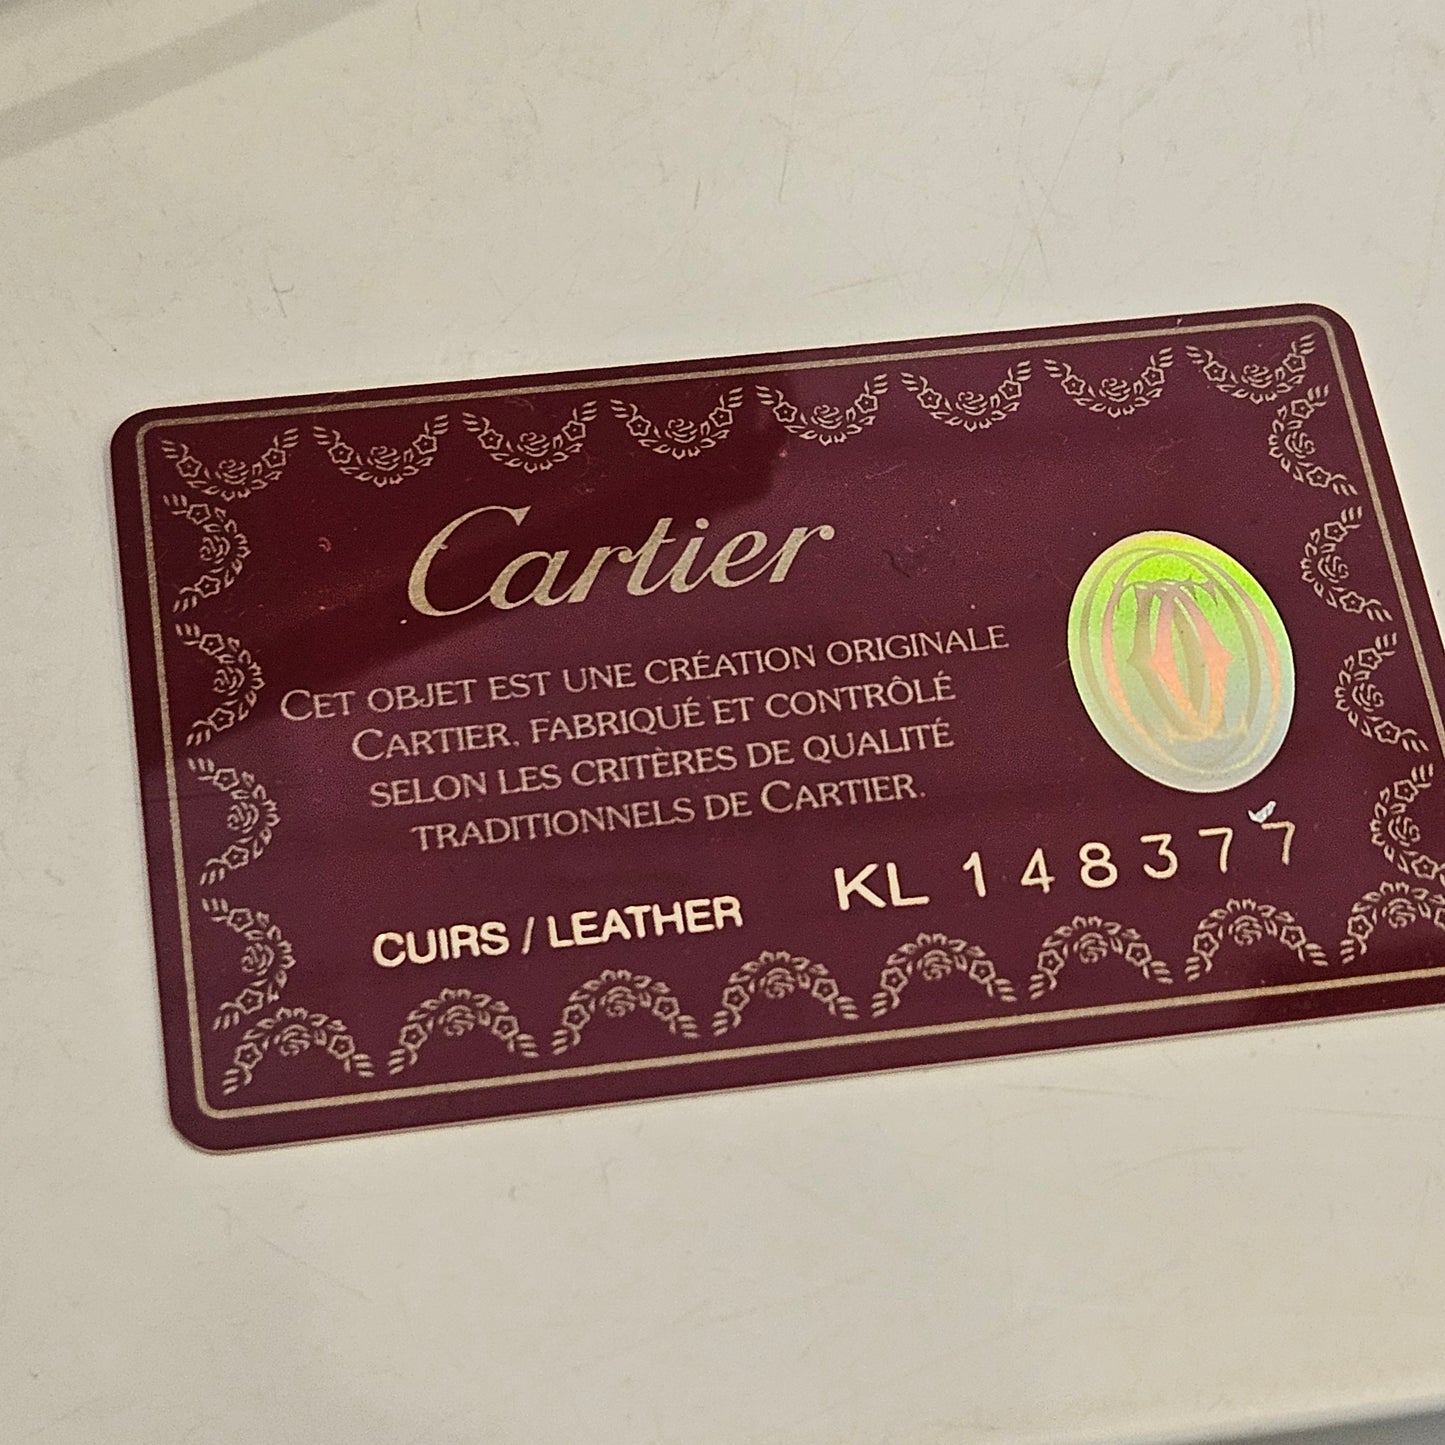 Cartier
CET OBJET EST UNE CRÉATION ORIGINALE
CARTIER, FABRIQUÉ ET CONTRÔLÉ
SELON LES CRITÈRES DE QUALITÉ
TRADITIONNELS DE CARTIER.
CUIRS / LEATHER
KL 148377